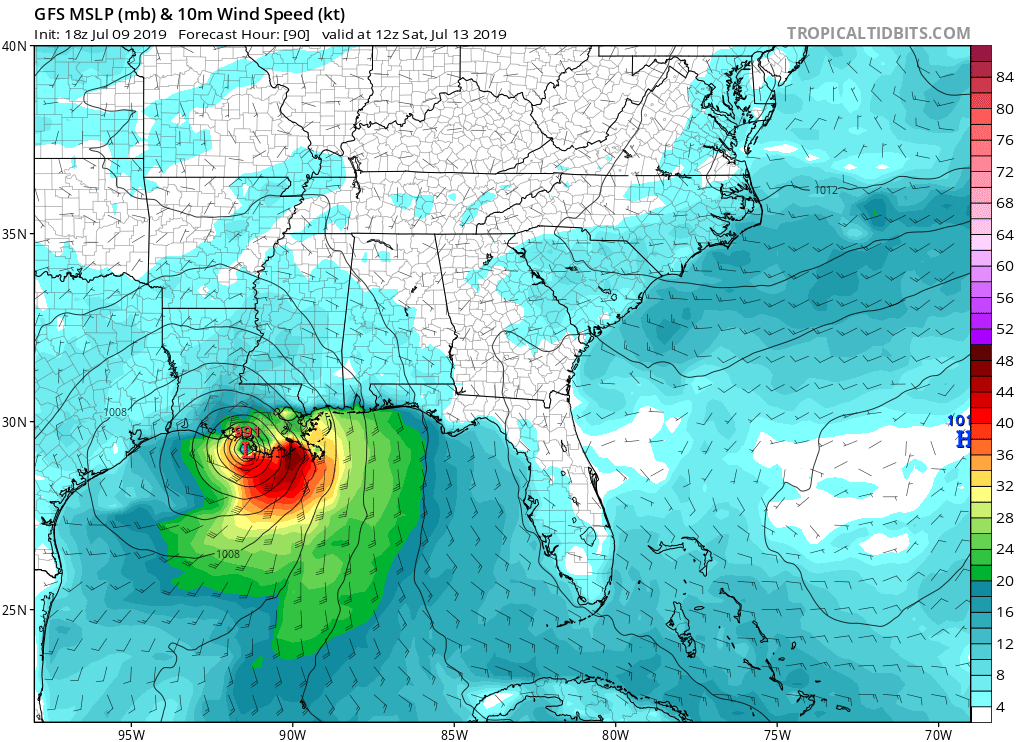 GFS MSLP (mb) & 10m Wind Speed (kt)
Init: 18z Jul 09 2019 Forecast Hour: [90] valid at 12z Sat, Jul 13 2019
TROPICALTIDBITS.COM
40N
35N
30N
25N
95W 90W 85W 80W 75W 70W
84
80
76
72
68
64
60
56
52
48
44
40
36
32
28
24
20
16
12
8
4
1012
1008
991
L
1008
H